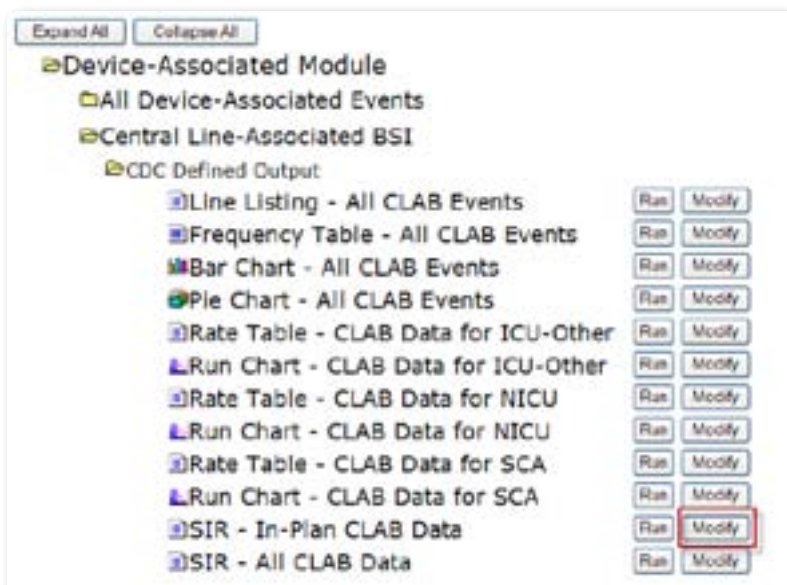 Expand All Collapse All
Device-Associated Module
All Device-Associated Events
Central Line-Associated BSI
CDC Defined Output
Line Listing - All CLAB Events Run Modify
Frequency Table - All CLAB Events Run Modify
Bar Chart - All CLAB Events Run Modify
Pie Chart - All CLAB Events Run Modify
Rate Table - CLAB Data for ICU-Other Run Modify
Run Chart - CLAB Data for ICU-Other Run Modify
Rate Table - CLAB Data for NICU Run Modify
Run Chart - CLAB Data for NICU Run Modify
Rate Table - CLAB Data for SCA Run Modify
Run Chart - CLAB Data for SCA Run Modify
SIR - In-Plan CLAB Data Run Modify
SIR - All CLAB Data Run Modify